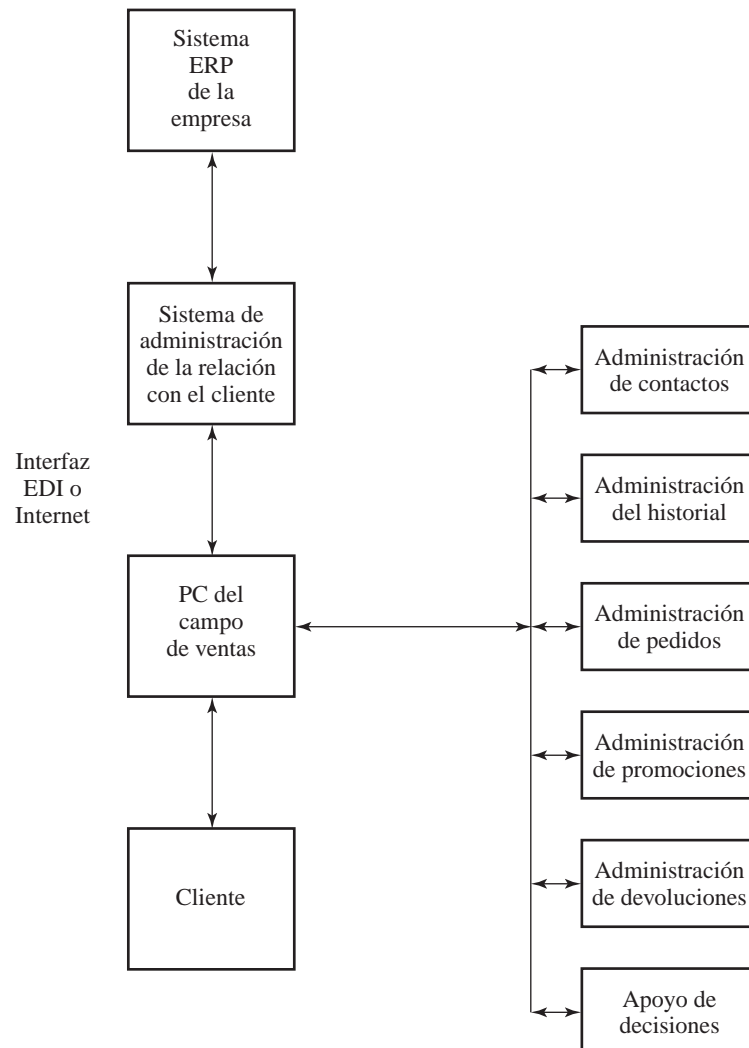 Sistema
ERP
de la
empresa
Sistema de
administración
de la relación
con el cliente
Interfaz
EDI o
Internet
PC del
campo
de ventas
Cliente
Administración
de contactos
Administración
del historial
Administración
de pedidos
Administración
de promociones
Administración
de devoluciones
Apoyo de
decisiones